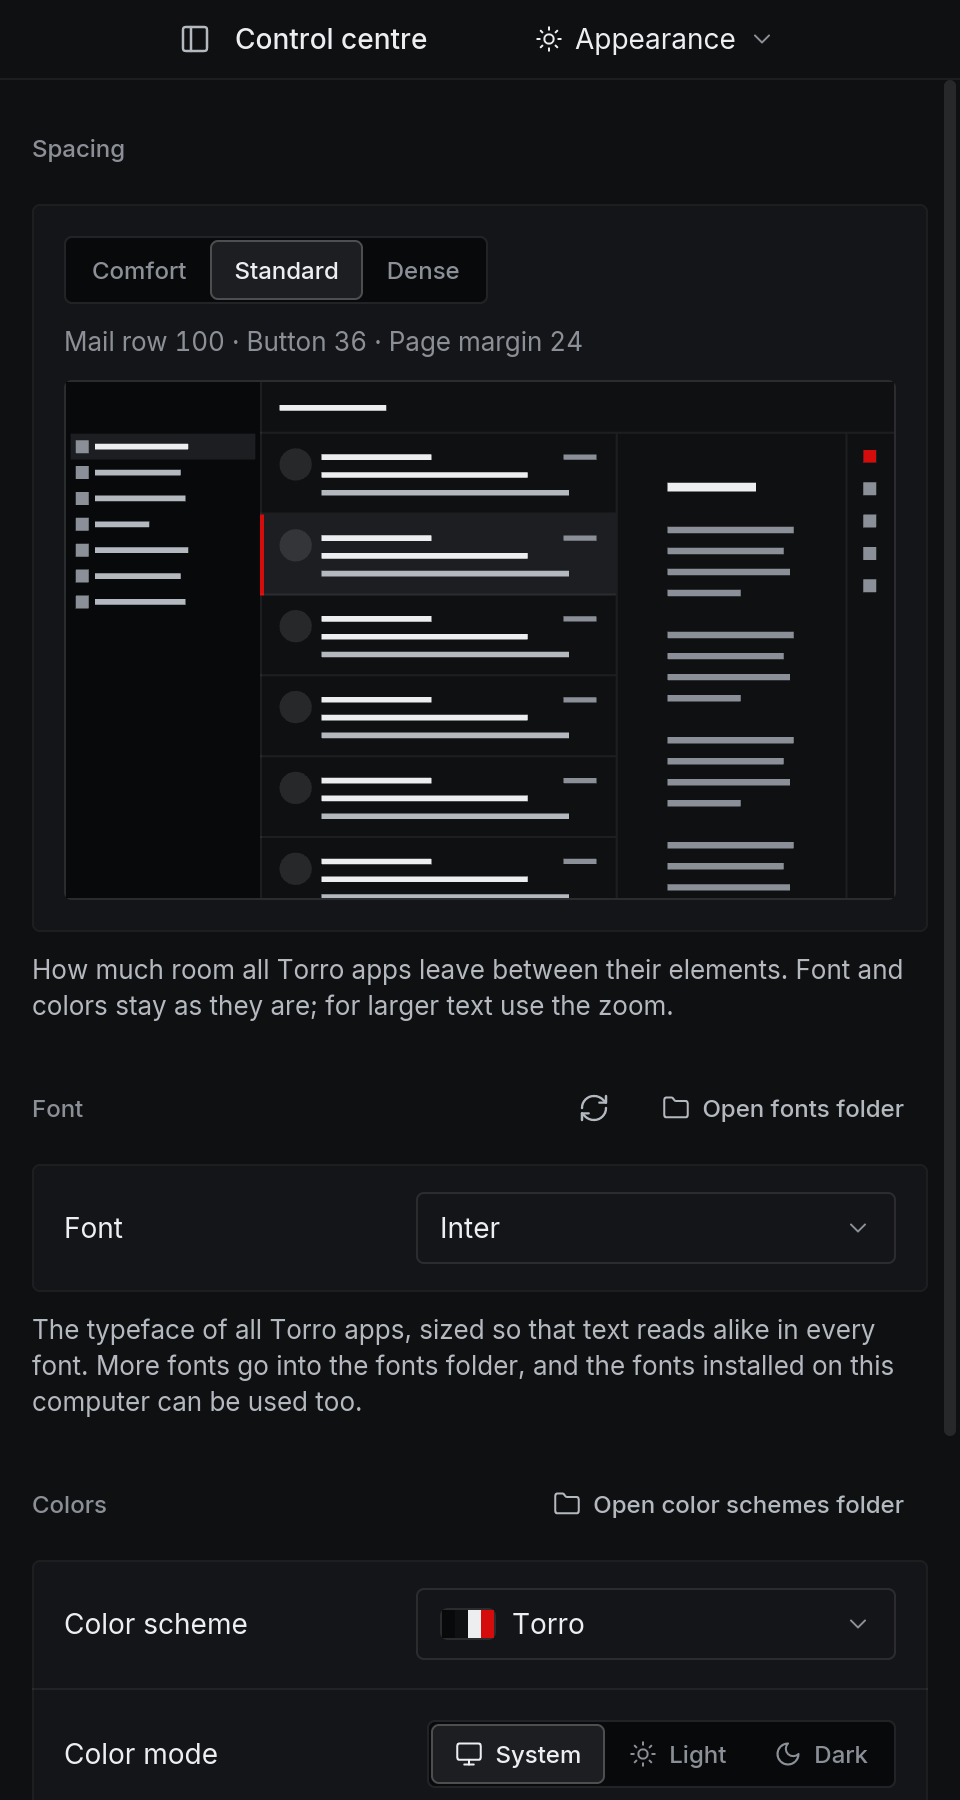 Control centre
Appearance
Spacing
Comfort
Standard
Dense
Mail row 100 · Button 36 · Page margin 24
How much room all Torro apps leave between their elements. Font and
colors stay as they are; for larger text use the zoom.
Font
Open fonts folder
Font
Inter
The typeface of all Torro apps, sized so that text reads alike in every
font. More fonts go into the fonts folder, and the fonts installed on this
computer can be used too.
Colors
Open color schemes folder
Color scheme
Torro
Color mode
System
Light
Dark